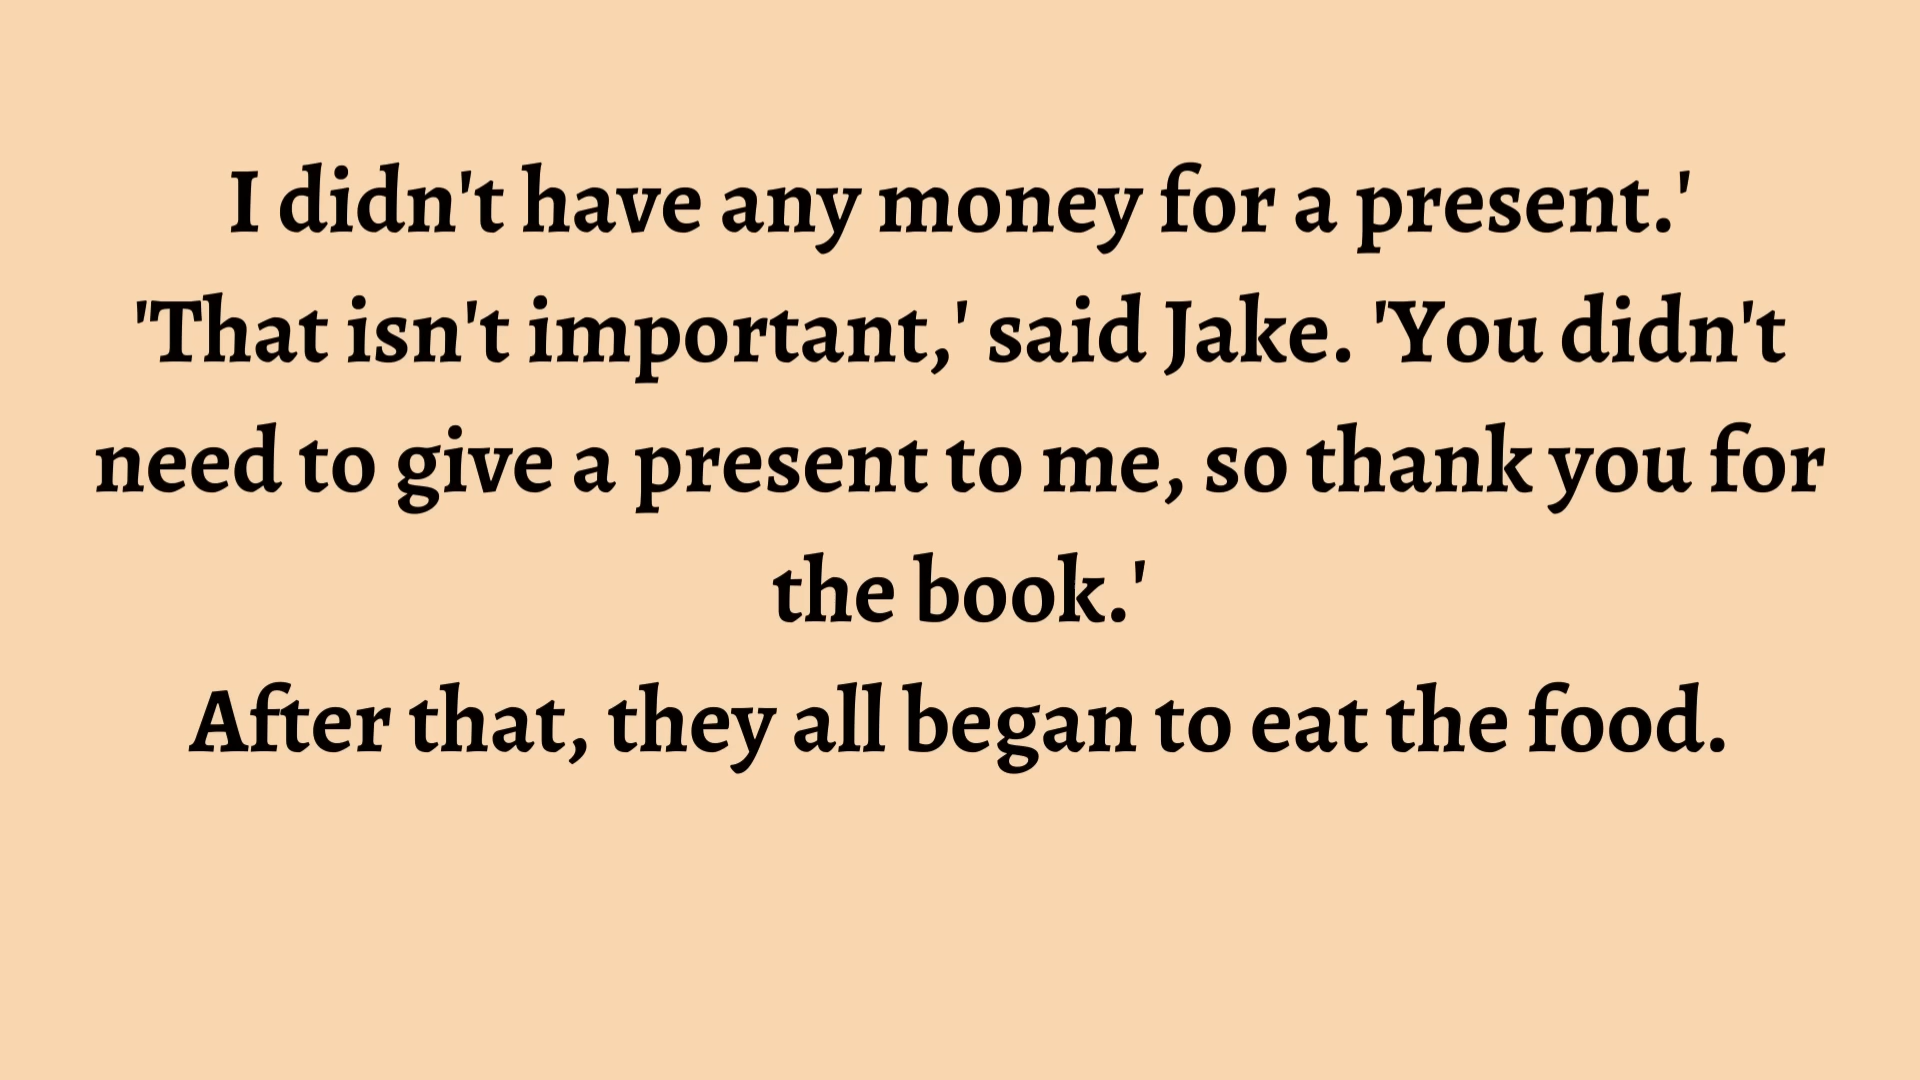 I didn't have any money for a present.'
'That isn't important,' said Jake. 'You didn't
need to give a present to me, so thank you for
the book.'
After that, they all began to eat the food.